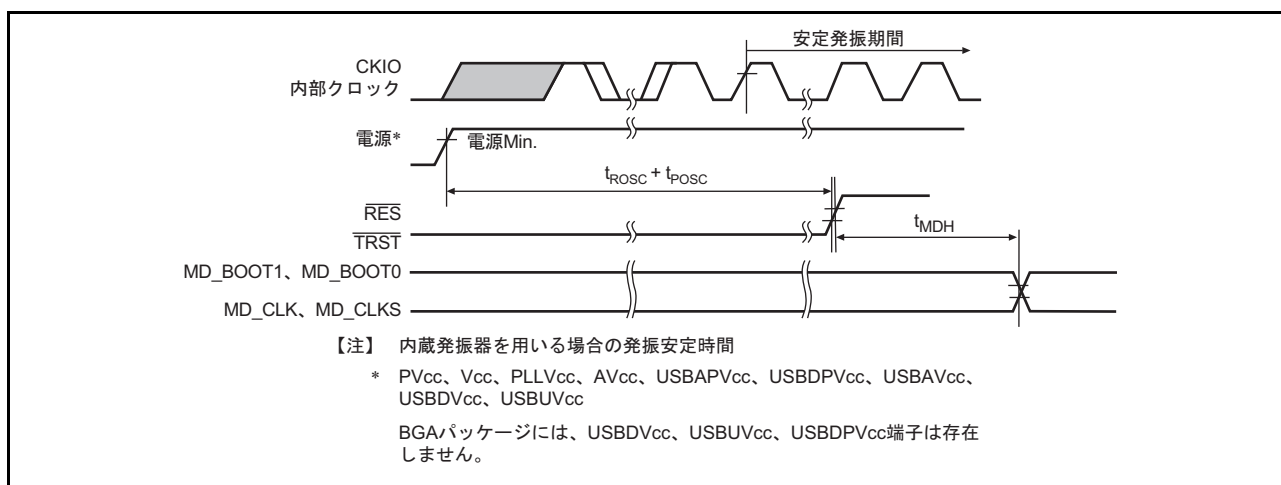 安定発振期間
CKIO
内部クロック
電源*
電源Min.
tROSC + tPOSC
RES
TRST
tMDH
MD_BOOT1、MD_BOOT0
MD_CLK、MD_CLKS
【注】 内蔵発振器を用いる場合の発振安定時間
* PVcc、Vcc、PLLVcc、AVcc、USBAPVcc、USBDPVcc、USBAVcc、
USBDVcc、USBUVcc
BGAパッケージには、USBDVcc、USBUVcc、USBDPVcc端子は存在
しません。